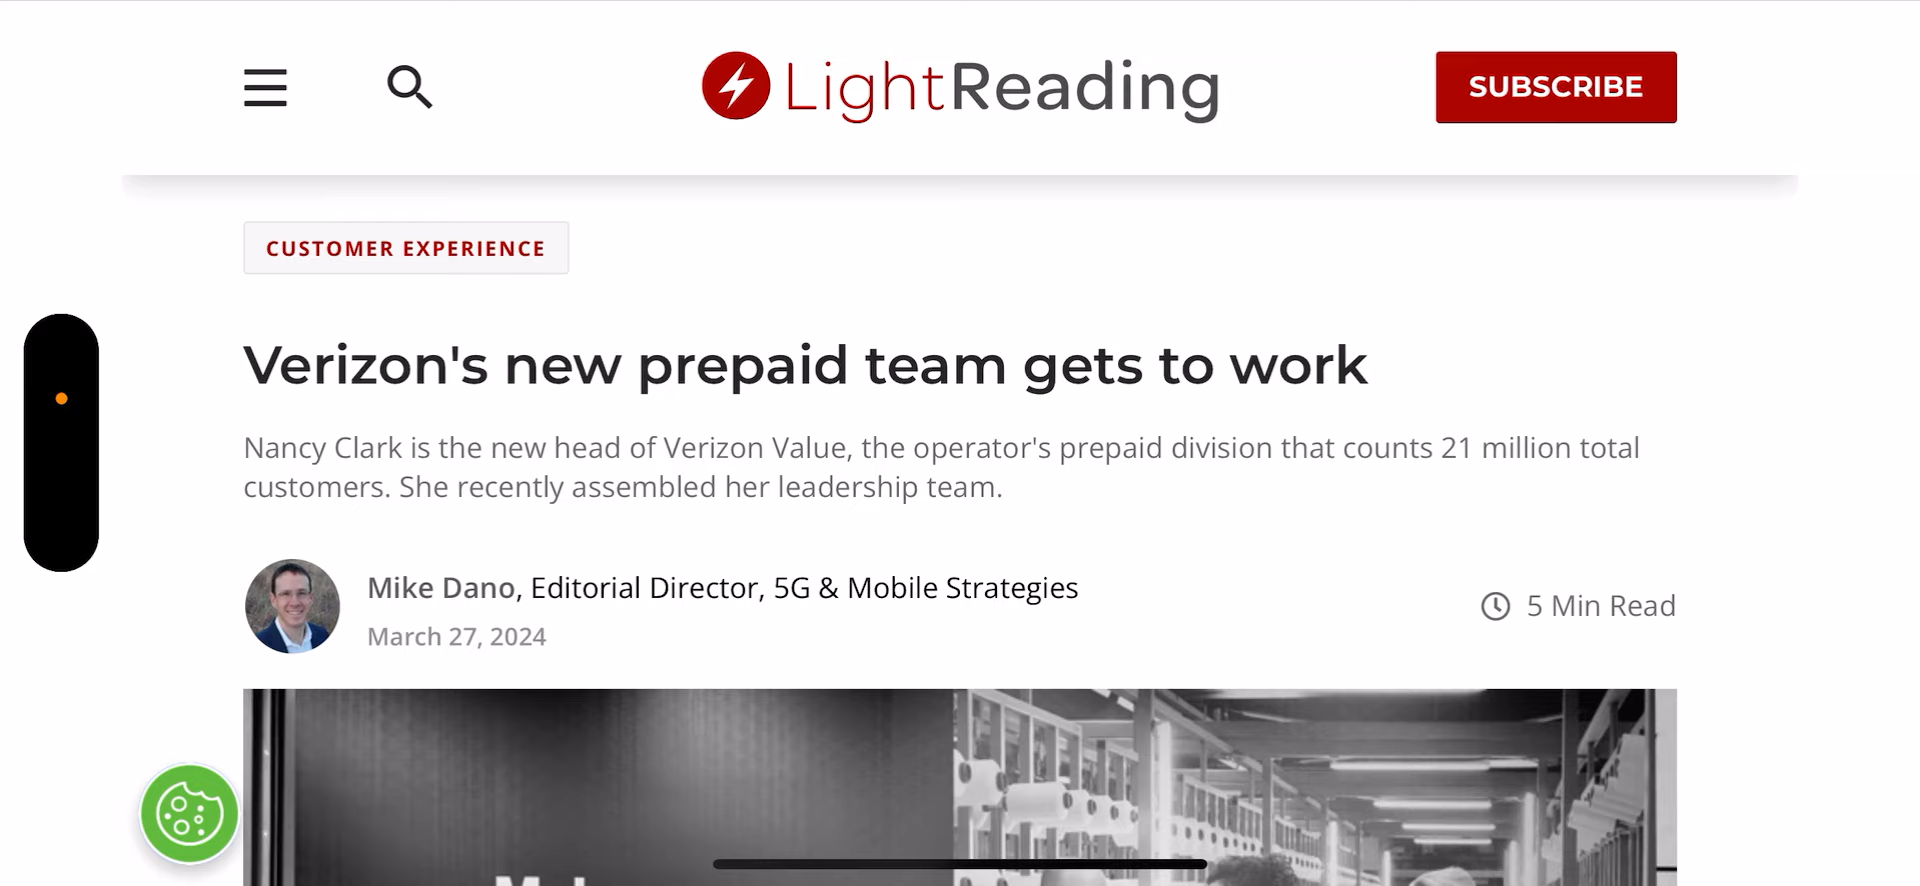 LightReading
SUBSCRIBE
CUSTOMER EXPERIENCE
Verizon's new prepaid team gets to work
Nancy Clark is the new head of Verizon Value, the operator's prepaid division that counts 21 million total
customers. She recently assembled her leadership team.
Mike Dano, Editorial Director, 5G & Mobile Strategies
March 27, 2024
5 Min Read